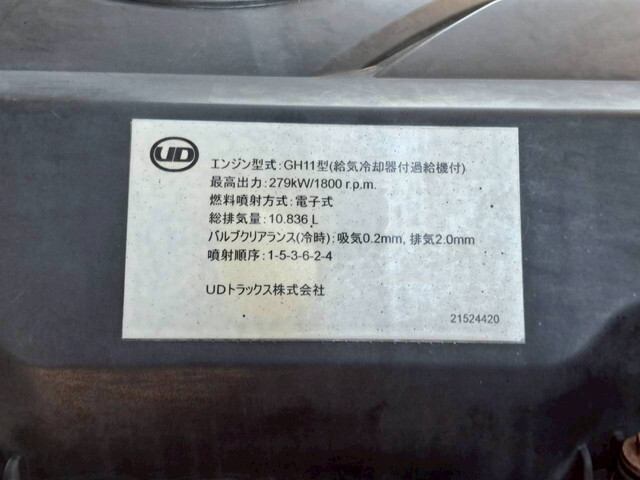 UD
エンジン型式:GH11型(給気冷却器付過給機付)
最高出力:279kW/1800 r.p.m.
燃料噴射方式:電子式
総排気量:10.836 L
バルブクリアランス(冷時):吸気0.2mm, 排気2.0mm
噴射順序:1-5-3-6-2-4
UDトラックス株式会社
21524420